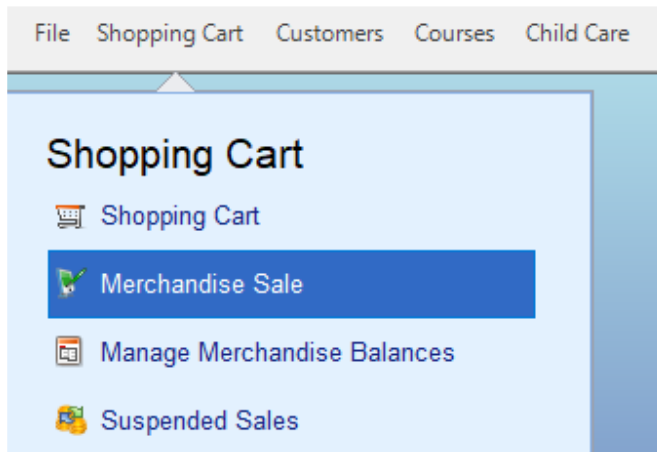 File Shopping Cart Customers Courses Child Care
Shopping Cart
Shopping Cart
Merchandise Sale
Manage Merchandise Balances
Suspended Sales